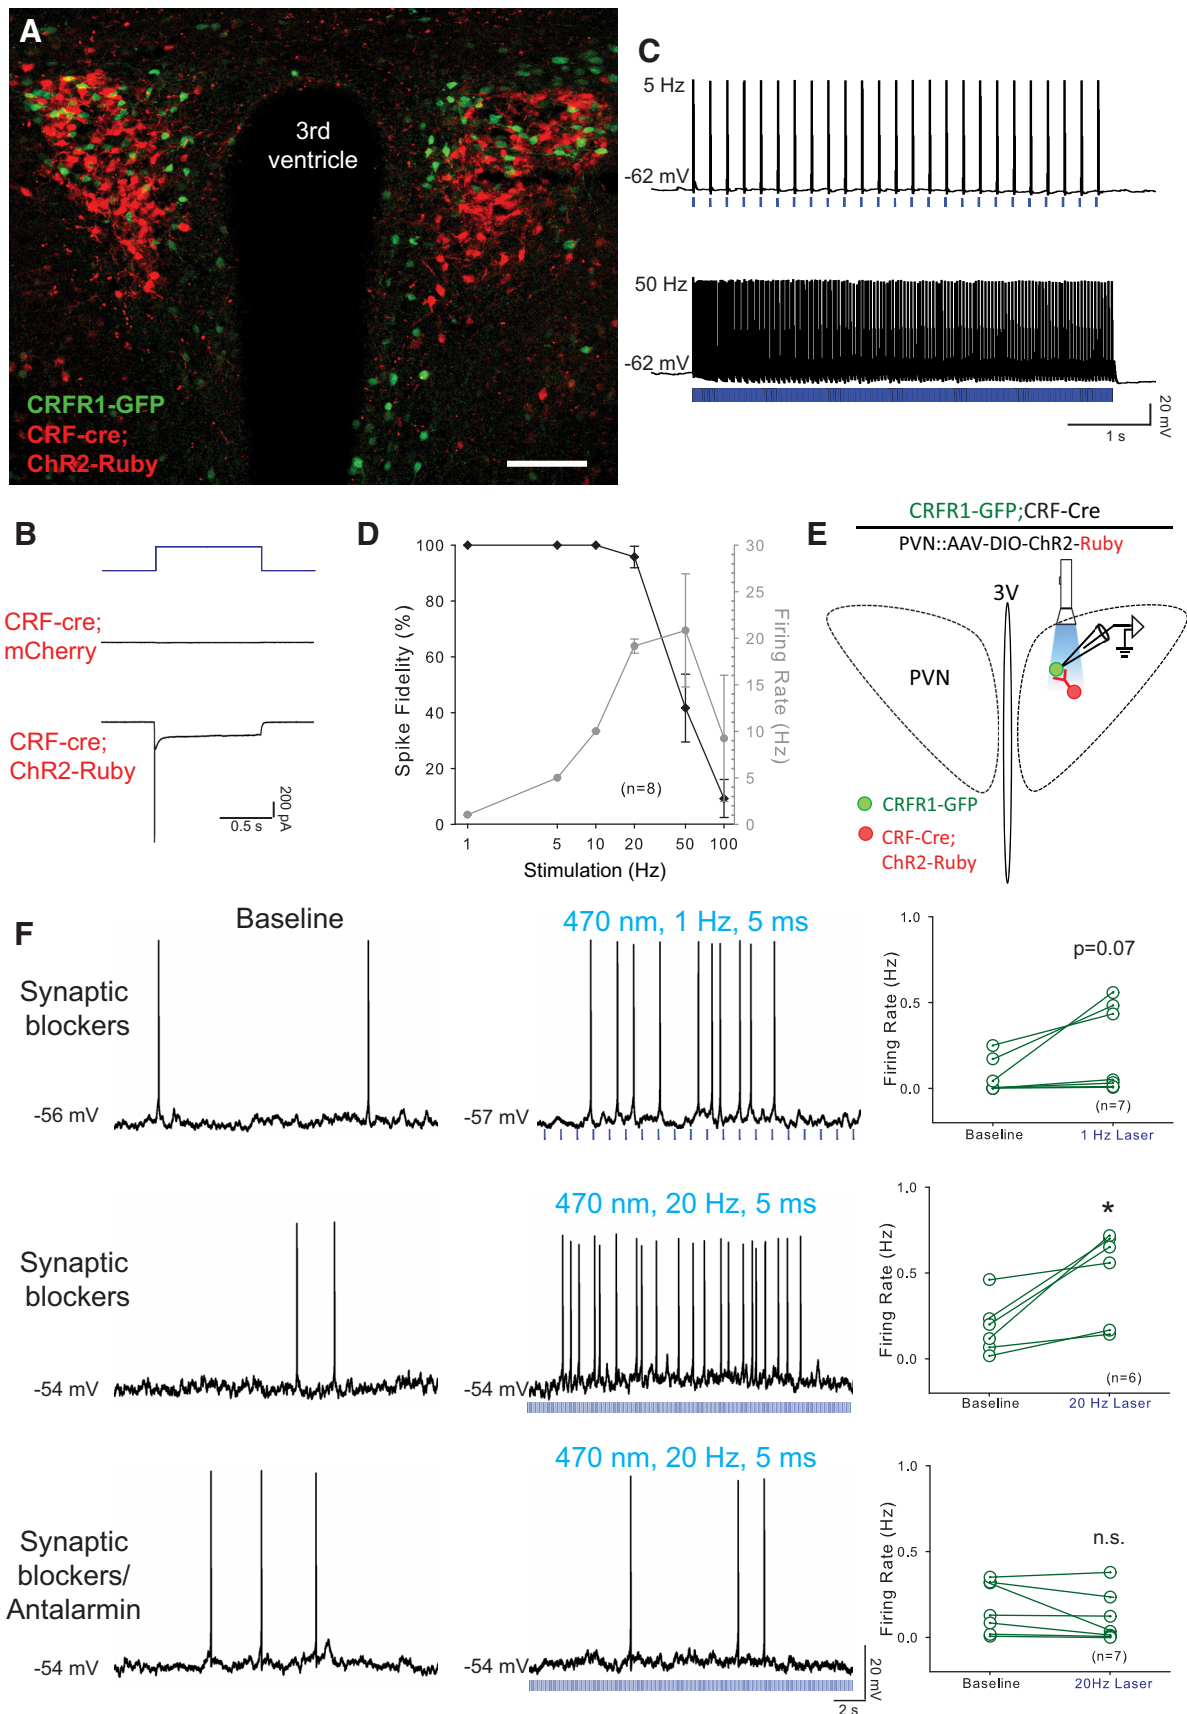 A
3rd
ventricle
CRFR1-GFP
CRF-cre;
ChR2-Ruby
C
5 Hz
-62 mV
50 Hz
-62 mV
20 mV
1 s
B
CRF-cre;
mCherry
CRF-cre;
ChR2-Ruby
200 pA
0.5 s
D
100
80
60
40
20
0
Spike Fidelity (%)
30
25
20
15
10
5
0
Firing Rate (Hz)
(n=8)
1
5
10
20
50
100
Stimulation (Hz)
E
CRFR1-GFP;CRF-Cre
PVN::AAV-DIO-ChR2-Ruby
3V
PVN
CRFR1-GFP
CRF-Cre;
ChR2-Ruby
F
Baseline
470 nm, 1 Hz, 5 ms
Synaptic
blockers
-56 mV
-57 mV
1.0
0.5
0.0
Firing Rate (Hz)
p=0.07
(n=7)
Baseline
1 Hz Laser
470 nm, 20 Hz, 5 ms
Synaptic
blockers
-54 mV
-54 mV
1.0
0.5
0.0
Firing Rate (Hz)
*
(n=6)
Baseline
20 Hz Laser
470 nm, 20 Hz, 5 ms
Synaptic
blockers/
Antalarmin
-54 mV
-54 mV
20 mV
2 s
1.0
0.5
0.0
Firing Rate (Hz)
n.s.
(n=7)
Baseline
20Hz Laser